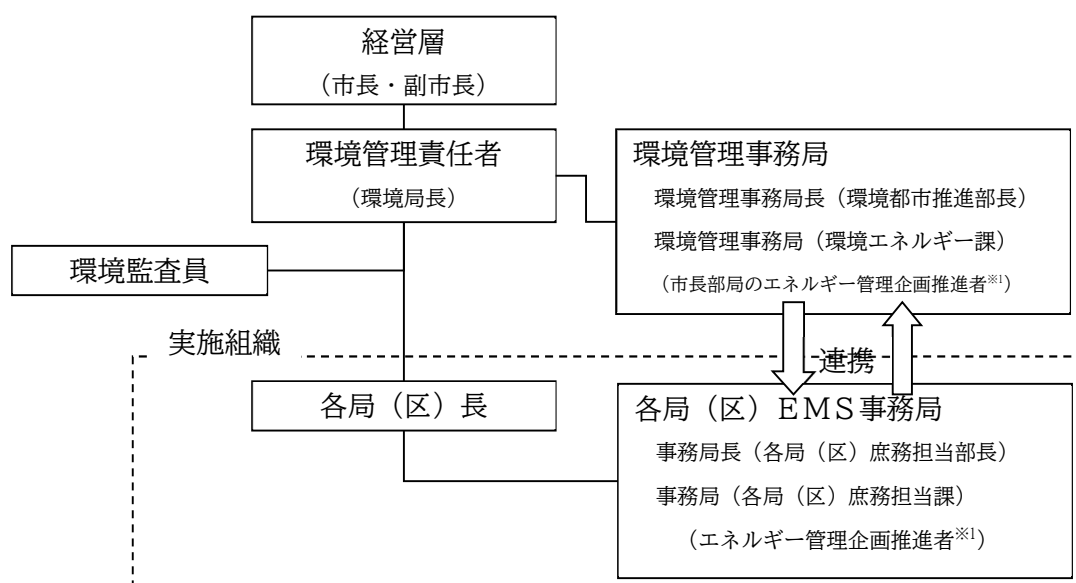 経営層
（市長・副市長）
環境管理責任者
（環境局長）
環境管理事務局
環境管理事務局長（環境都市推進部長）
環境管理事務局（環境エネルギー課）
（市長部局のエネルギー管理企画推進者※1）
環境監査員
実施組織
連携
各局（区）長
各局（区）ＥＭＳ事務局
事務局長（各局（区）庶務担当部長）
事務局（各局（区）庶務担当課）
（エネルギー管理企画推進者※1）